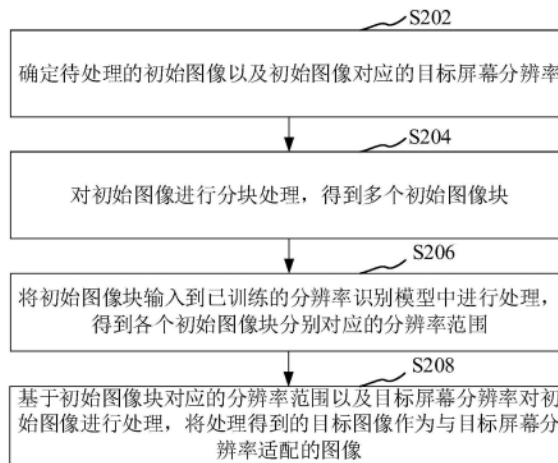 S202
确定待处理的初始图像以及初始图像对应的目标屏幕分辨率
S204
对初始图像进行分块处理，得到多个初始图像块
S206
将初始图像块输入到已训练的分辨率识别模型中进行处理，
得到各个初始图像块分别对应的分辨率范围
S208
基于初始图像块对应的分辨率范围以及目标屏幕分辨率对初
始图像进行处理，将处理得到的目标图像作为与目标屏幕分
辨率适配的图像